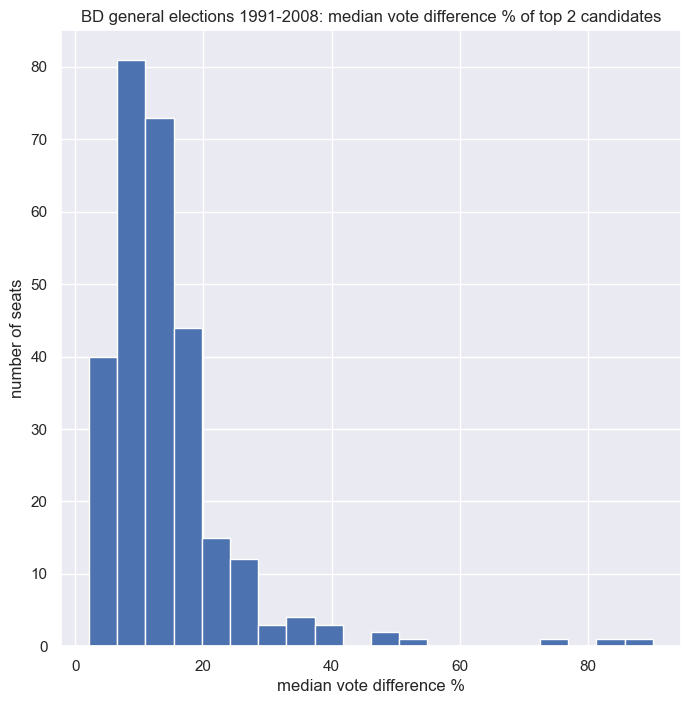 BD general elections 1991-2008: median vote difference % of top 2 candidates
80
70
60
50
40
30
20
10
0
number of seats
0 20 40 60 80
median vote difference %